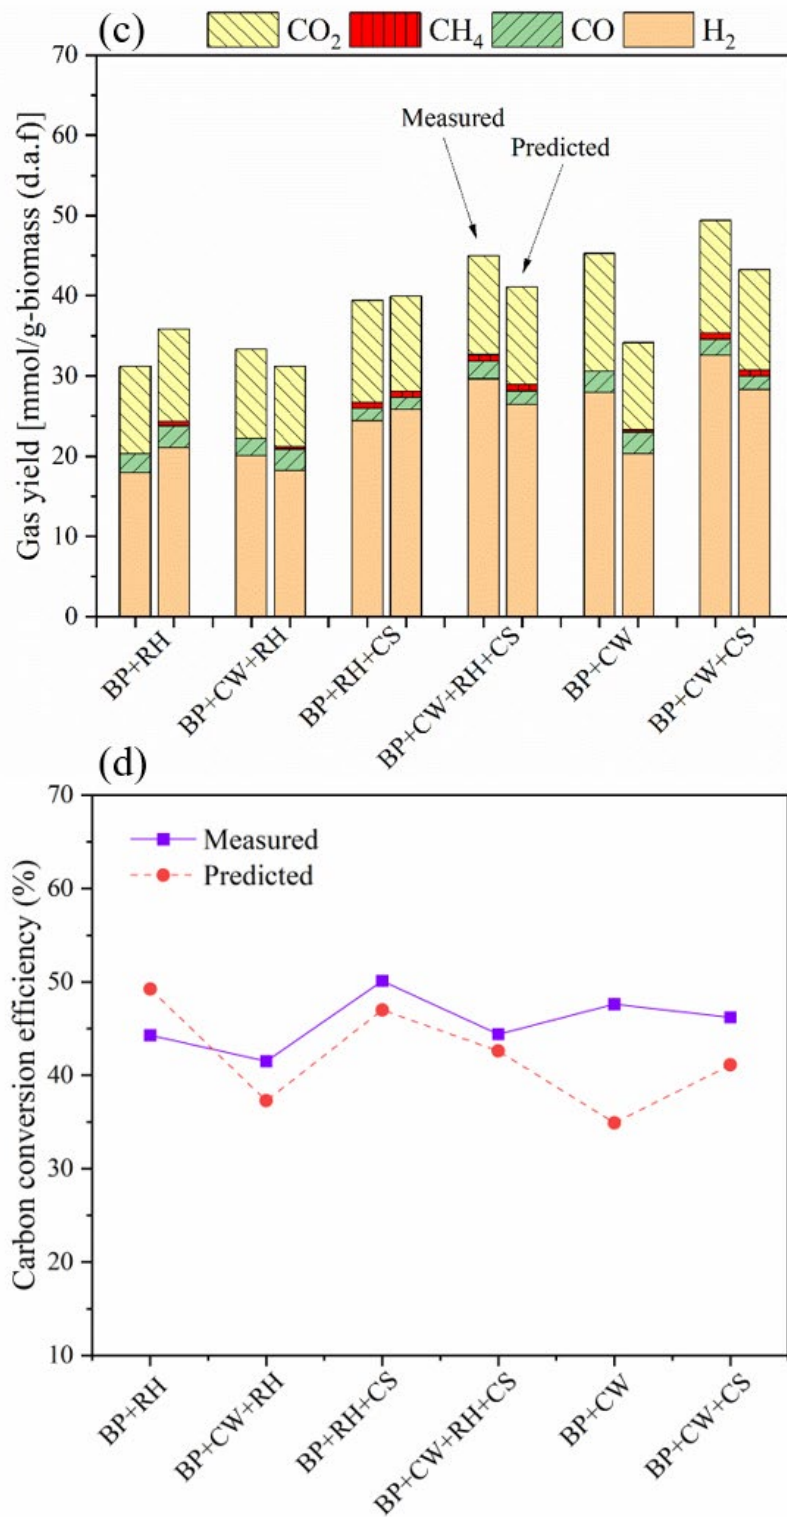 (c) CO₂ CH₄ CO H₂
Gas yield [mmol/g-biomass (d.a.f)]
70
60
50
40
30
20
10
0
Measured
Predicted
BP+RH
BP+CW+RH
BP+RH+CS
BP+CW+RH+CS
BP+CW
BP+CW+CS
(d)
Carbon conversion efficiency (%)
70
60
50
40
30
20
10
Measured
Predicted
BP+RH
BP+CW+RH
BP+RH+CS
BP+CW+RH+CS
BP+CW
BP+CW+CS